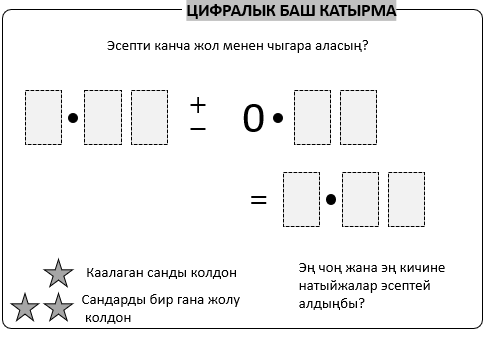 ЦИФРАЛЫК БАШ КАТЫРМА
Эсепти канча жол менен чыгара аласың?
• ± 0 •
= •
Каалаган санды колдон
Сандарды бир гана жолу
колдон
Эң чоң жана эң кичине
натыйжалар эсептей
алдыңбы?